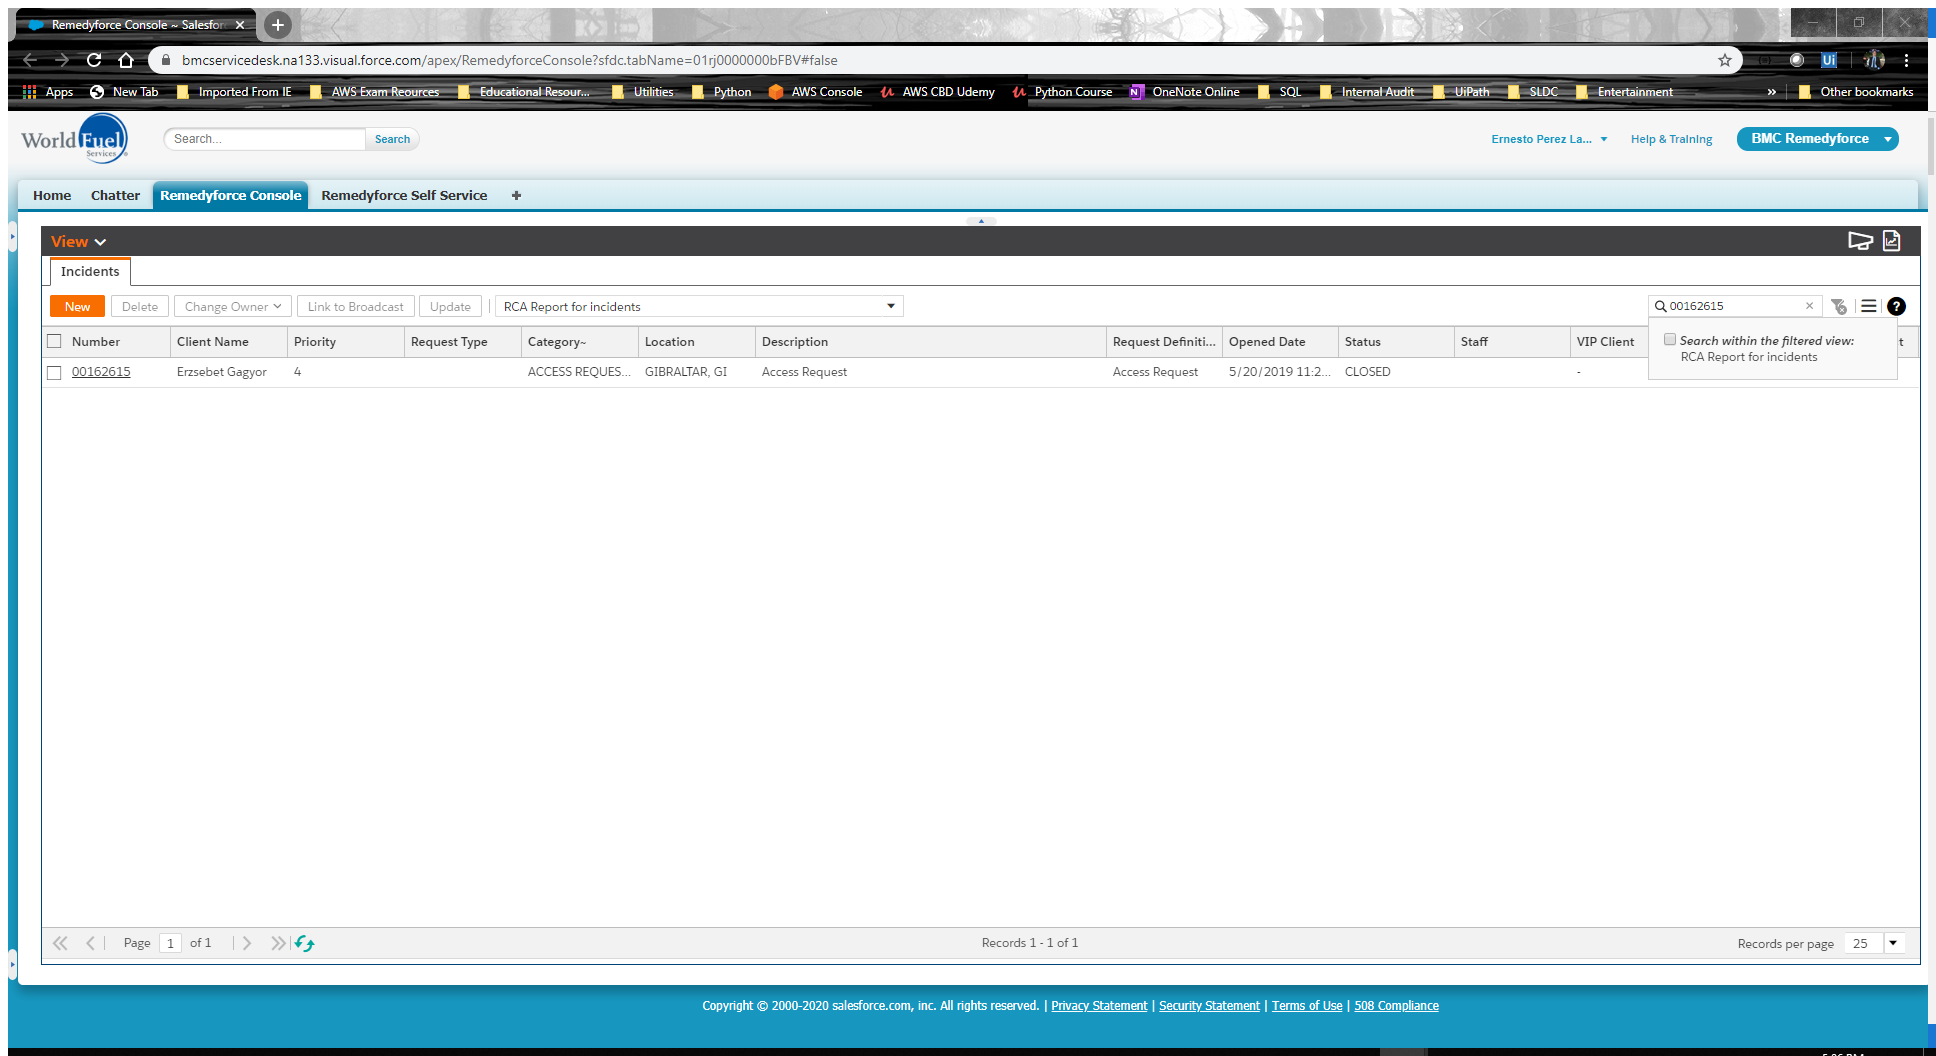 Remedyforce Console ~ Salesfor
bmcservicedesk.na133.visual.force.com/apex/RemedyforceConsole?sfdc.tabName=01rj0000000bFBV#false
Ui
Apps New Tab Imported From IE AWS Exam Reources Educational Resour... Utilities Python AWS Console AWS CBD Udemy Python Course OneNote Online SQL Internal Audit UiPath SLDC Entertainment » Other bookmarks
World Fuel Services
Search...
Search
Ernesto Perez La...
Help & Training
BMC Remedyforce
Home Chatter Remedyforce Console Remedyforce Self Service +
View
Incidents
New Delete Change Owner Link to Broadcast Update RCA Report for incidents 00162615
Number Client Name Priority Request Type Category~ Location Description Request Definiti... Opened Date Status Staff VIP Client
Search within the filtered view:
RCA Report for incidents
00162615 Erzsebet Gagyor 4 ACCESS REQUES... GIBRALTAR, GI Access Request Access Request 5/20/2019 11:2... CLOSED -
Page 1 of 1
Records 1 - 1 of 1
Records per page 25
Copyright © 2000-2020 salesforce.com, inc. All rights reserved. | Privacy Statement | Security Statement | Terms of Use | 508 Compliance